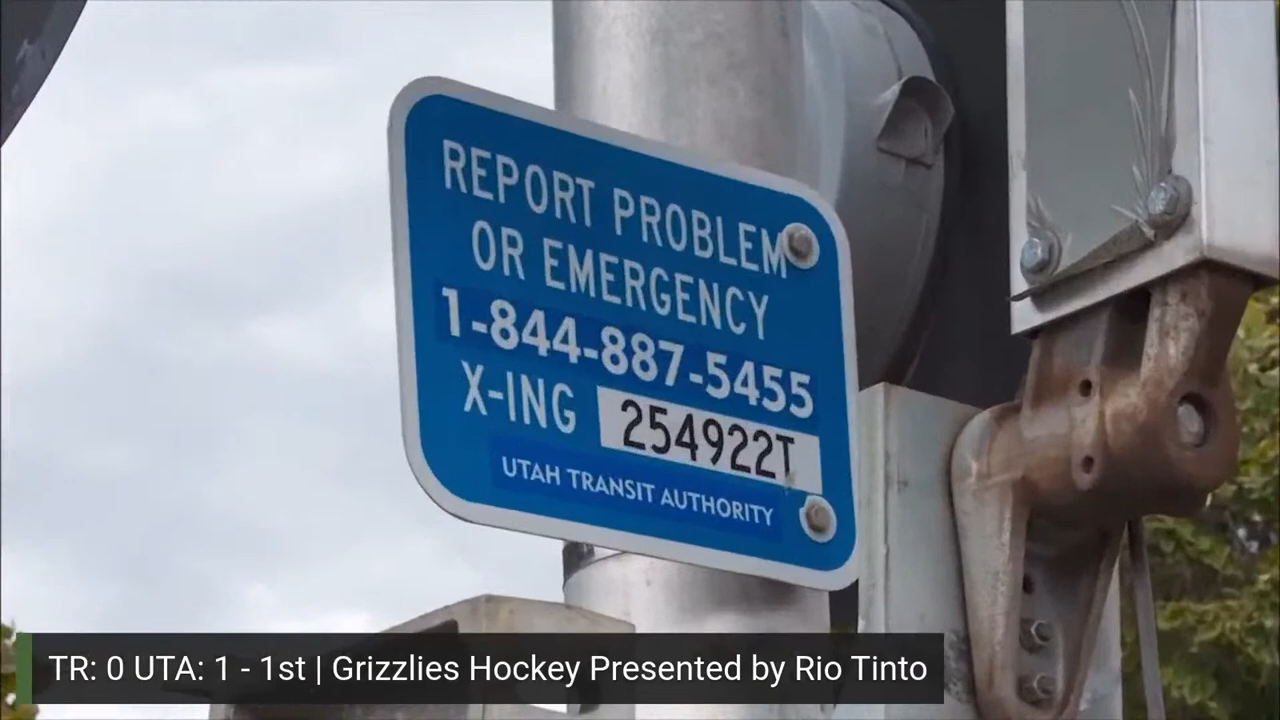 REPORT PROBLEM
OR EMERGENCY
1-844-887-5455
X-ING 254922T
UTAH TRANSIT AUTHORITY
TR: 0 UTA: 1 - 1st | Grizzlies Hockey Presented by Rio Tinto